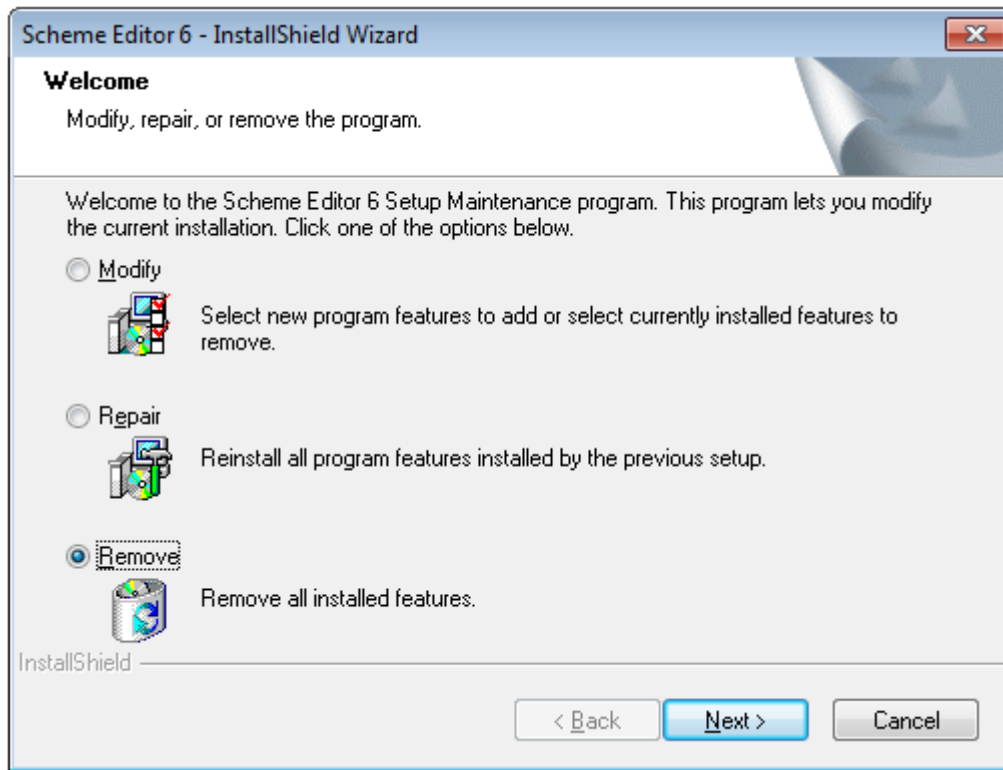 Scheme Editor 6 - InstallShield Wizard
Welcome
Modify, repair, or remove the program.
Welcome to the Scheme Editor 6 Setup Maintenance program. This program lets you modify
the current installation. Click one of the options below.
Modify
Select new program features to add or select currently installed features to
remove.
Repair
Reinstall all program features installed by the previous setup.
Remove
Remove all installed features.
InstallShield
< Back
Next >
Cancel